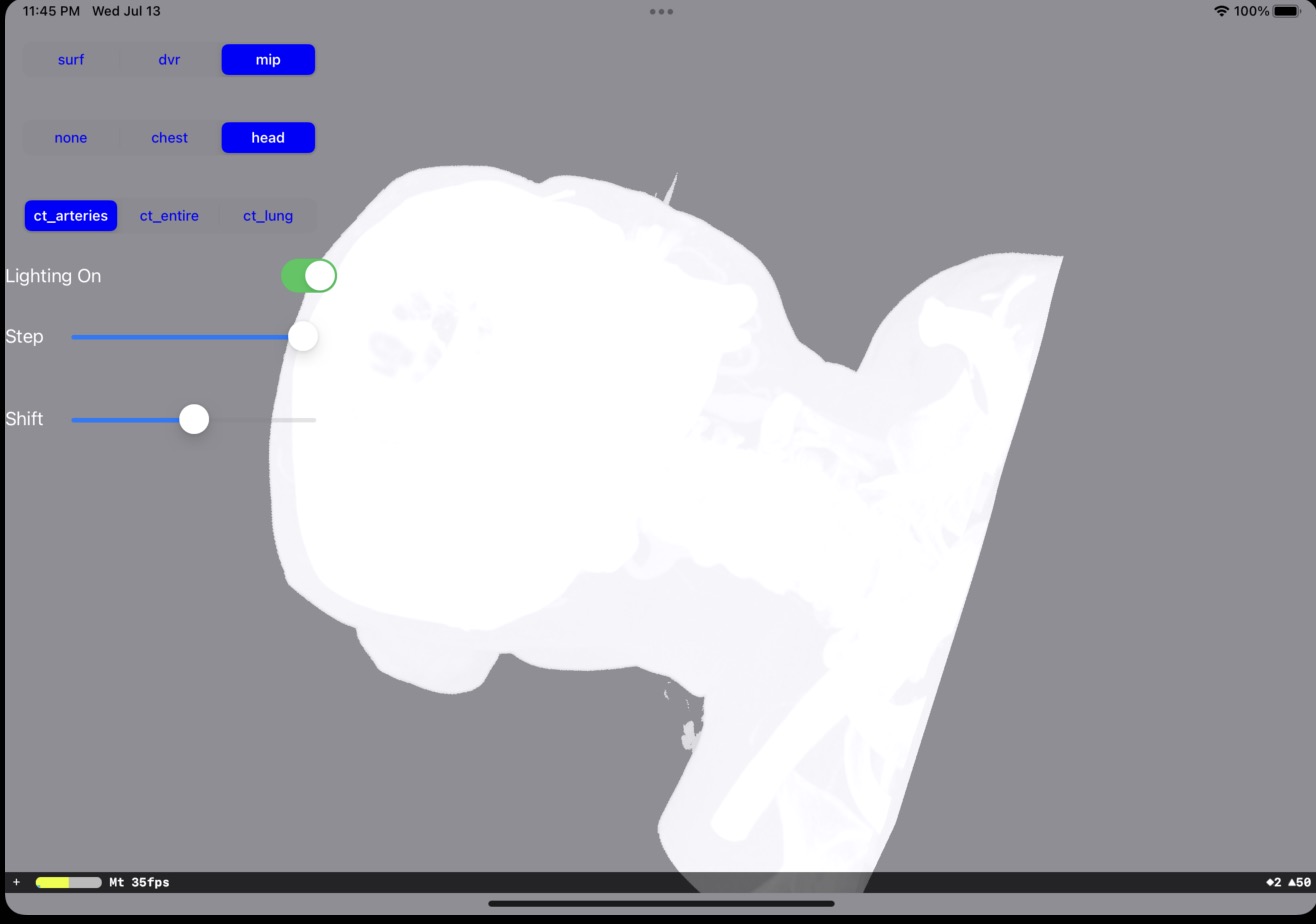 11:45 PM Wed Jul 13 100%
surf dvr mip
none chest head
ct_arteries ct_entire ct_lung
Lighting On
Step
Shift
+ Mt 35fps ◆2 ▲50